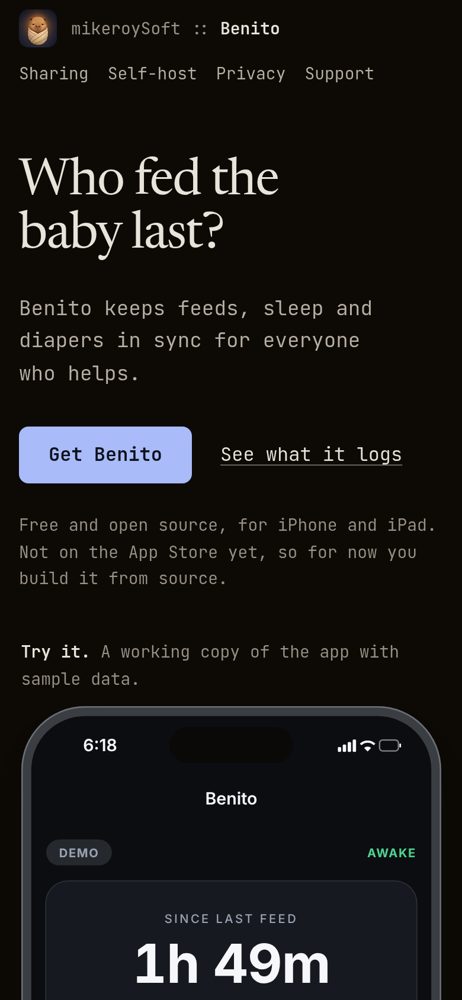 mikeroySoft :: Benito
Sharing Self-host Privacy Support
Who fed the
baby last?
Benito keeps feeds, sleep and
diapers in sync for everyone
who helps.
Get Benito See what it logs
Free and open source, for iPhone and iPad.
Not on the App Store yet, so for now you
build it from source.
Try it. A working copy of the app with
sample data.
6:18
Benito
DEMO AWAKE
SINCE LAST FEED
1h 49m